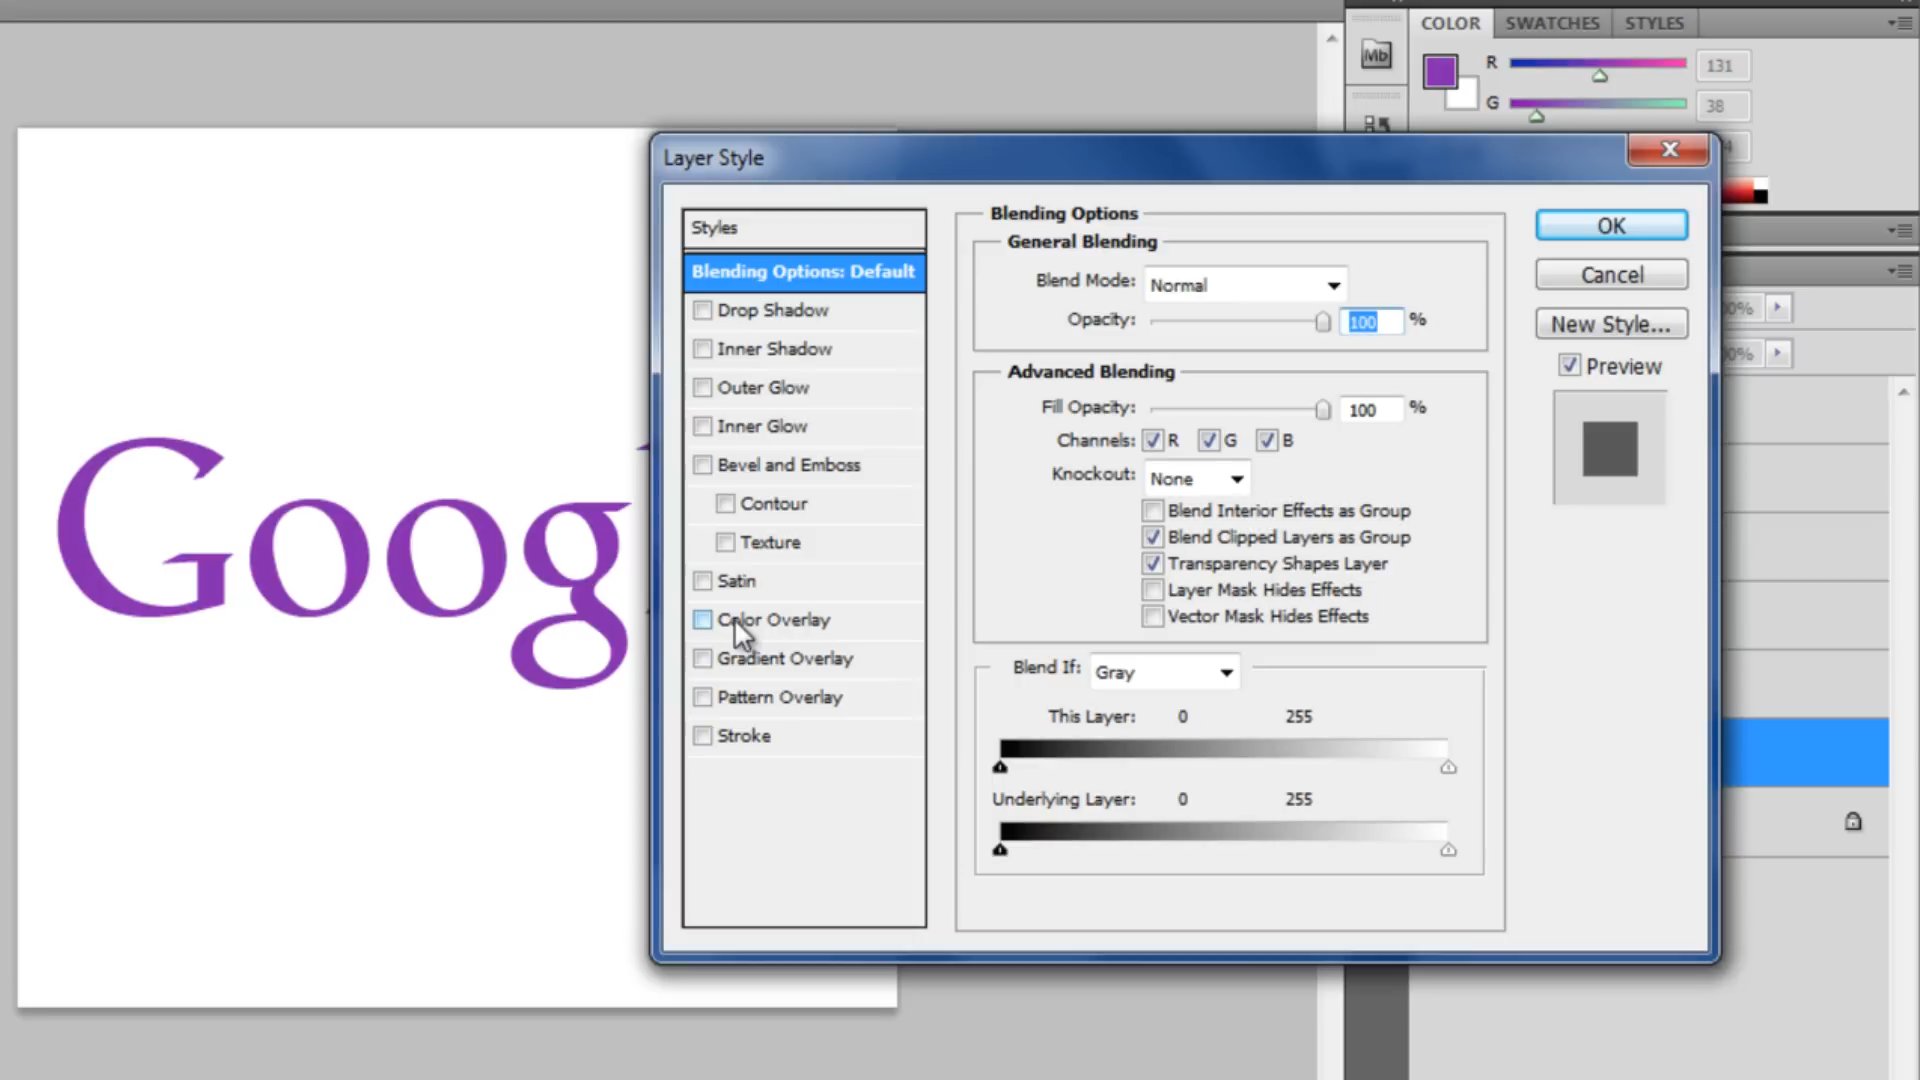 COLOR SWATCHES STYLES
Mb
R 131
G 38
4
Layer Style
Styles
Blending Options: Default
Drop Shadow
Inner Shadow
Outer Glow
Inner Glow
Bevel and Emboss
Contour
Texture
Satin
Color Overlay
Gradient Overlay
Pattern Overlay
Stroke
Blending Options
General Blending
Blend Mode: Normal
Opacity: 100 %
Advanced Blending
Fill Opacity: 100 %
Channels: R G B
Knockout: None
Blend Interior Effects as Group
Blend Clipped Layers as Group
Transparency Shapes Layer
Layer Mask Hides Effects
Vector Mask Hides Effects
Blend If: Gray
This Layer: 0 255
Underlying Layer: 0 255
OK
Cancel
New Style...
Preview
Goog